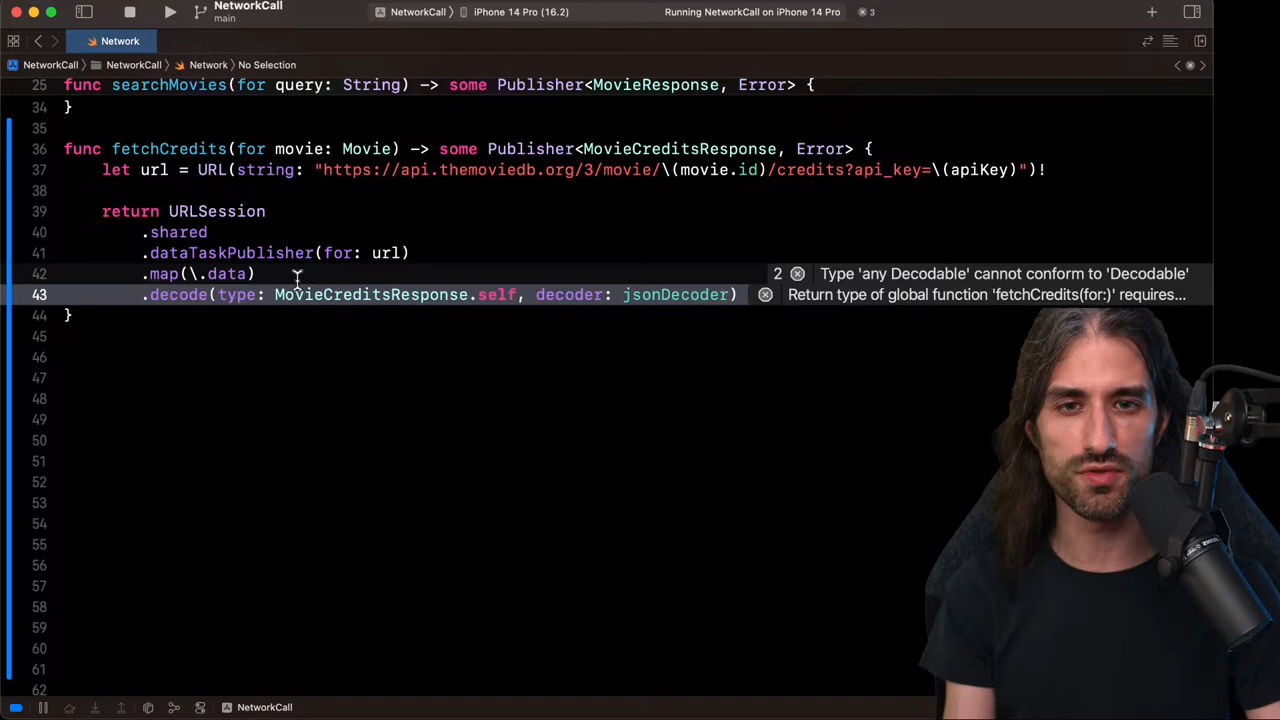 NetworkCall
main
NetworkCall > iPhone 14 Pro (16.2)
Running NetworkCall on iPhone 14 Pro
3
Network
NetworkCall > NetworkCall > Network > No Selection
25 func searchMovies(for query: String) -> some Publisher<MovieResponse, Error> {
34 }
35
36 func fetchCredits(for movie: Movie) -> some Publisher<MovieCreditsResponse, Error> {
37 let url = URL(string: "https://api.themoviedb.org/3/movie/\(movie.id)/credits?api_key=\(apiKey)")!
38
39 return URLSession
40 .shared
41 .dataTaskPublisher(for: url)
42 .map(\.data) 2 Type 'any Decodable' cannot conform to 'Decodable'
43 .decode(type: MovieCreditsResponse.self, decoder: jsonDecoder) Return type of global function 'fetchCredits(for:)' requires...
44 }
45
46
47
48
49
50
51
52
53
54
55
56
57
58
59
60
61
62
NetworkCall